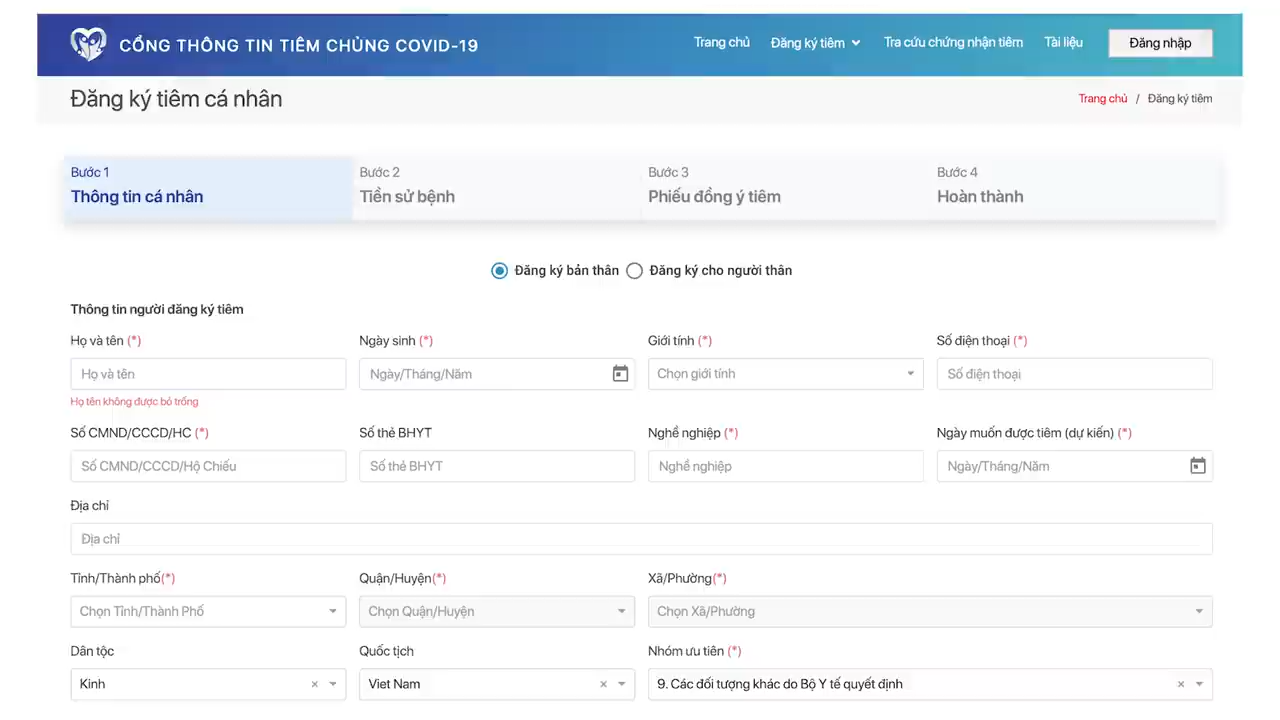 CỔNG THÔNG TIN TIÊM CHỦNG COVID-19
Trang chủ Đăng ký tiêm Tra cứu chứng nhận tiêm Tài liệu Đăng nhập
Đăng ký tiêm cá nhân
Trang chủ / Đăng ký tiêm
Bước 1 Bước 2 Bước 3 Bước 4
Thông tin cá nhân Tiền sử bệnh Phiếu đồng ý tiêm Hoàn thành
Đăng ký bản thân Đăng ký cho người thân
Thông tin người đăng ký tiêm
Họ và tên (*) Ngày sinh (*) Giới tính (*) Số điện thoại (*)
Họ và tên Ngày/Tháng/Năm Chọn giới tính Số điện thoại
Họ tên không được bỏ trống
Số CMND/CCCD/HC (*) Số thẻ BHYT Nghề nghiệp (*) Ngày muốn được tiêm (dự kiến) (*)
Số CMND/CCCD/Hộ Chiếu Số thẻ BHYT Nghề nghiệp Ngày/Tháng/Năm
Địa chỉ
Địa chỉ
Tỉnh/Thành phố(*) Quận/Huyện(*) Xã/Phường(*)
Chọn Tỉnh/Thành Phố Chọn Quận/Huyện Chọn Xã/Phường
Dân tộc Quốc tịch Nhóm ưu tiên (*)
Kinh × Viet Nam × 9. Các đối tượng khác do Bộ Y tế quyết định ×